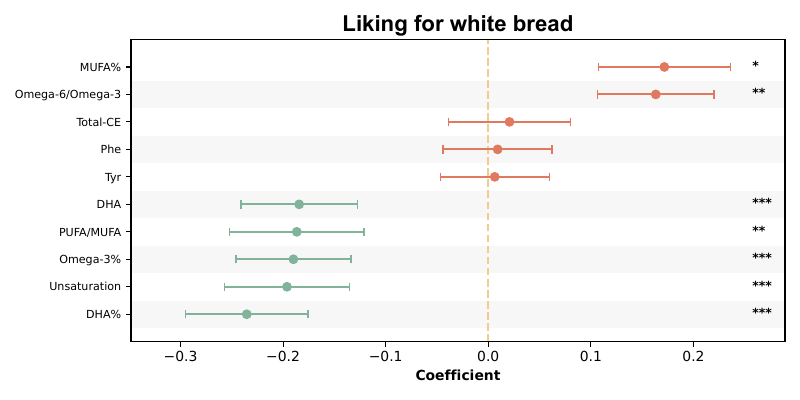 Liking for white bread
MUFA% *
Omega-6/Omega-3 **
Total-CE
Phe
Tyr
DHA ***
PUFA/MUFA **
Omega-3% ***
Unsaturation ***
DHA% ***
−0.3 −0.2 −0.1 0.0 0.1 0.2
Coefficient